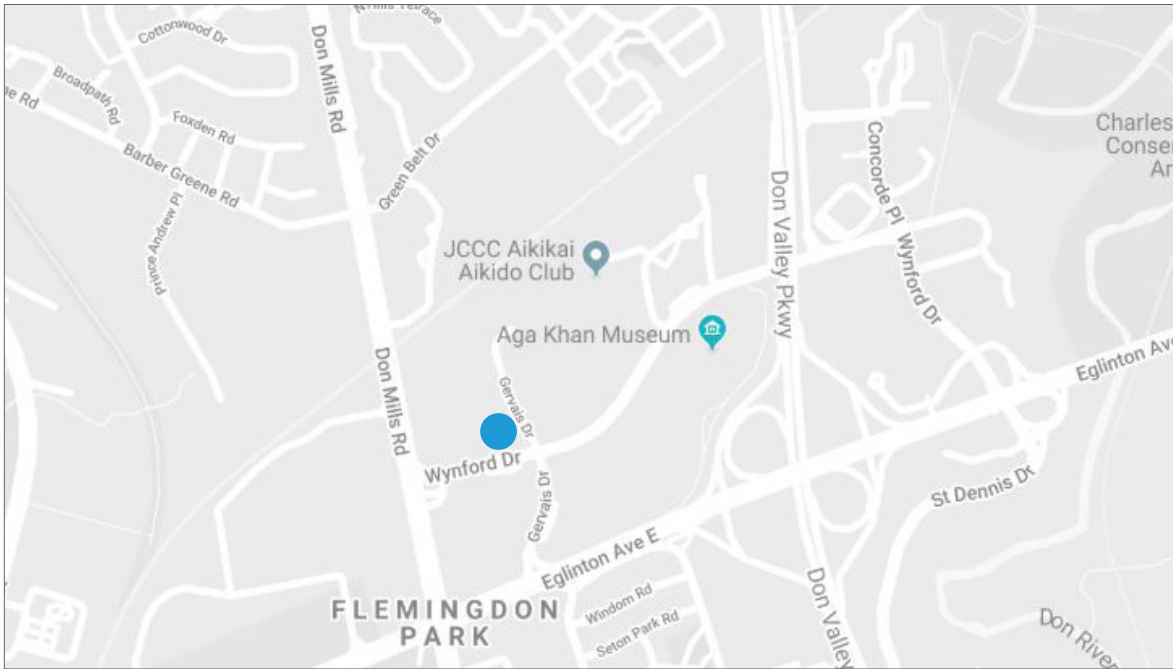 N Hills Terrace
Cottonwood Dr
Don Mills Rd
Broadpath Rd
ne Rd
Foxden Rd
Barber Greene Rd
Green Belt Dr
Prince Andrew Pl
Charles
Conser
Ar
Concorde Pl
Wynford Dr
Don Valley Pkwy
JCCC Aikikai
Aikido Club
Aga Khan Museum
Eglinton Ave
Don Mills Rd
Gervais Dr
Wynford Dr
Gervais Dr
St Dennis Dr
Eglinton Ave E
FLEMINGDON
PARK
Windom Rd
Seton Park Rd
Don Valley
Don River